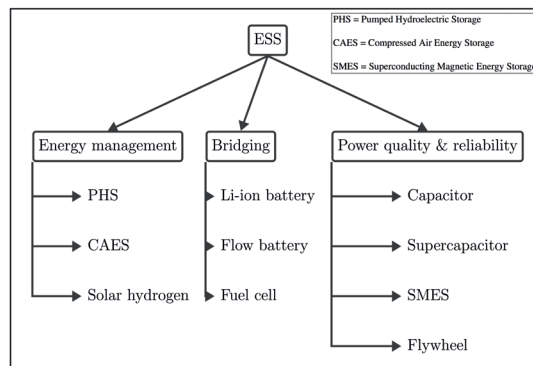 ESS
PHS = Pumped Hydroelectric Storage
CAES = Compressed Air Energy Storage
SMES = Superconducting Magnetic Energy Storage
Energy management
PHS
CAES
Solar hydrogen
Bridging
Li-ion battery
Flow battery
Fuel cell
Power quality & reliability
Capacitor
Supercapacitor
SMES
Flywheel